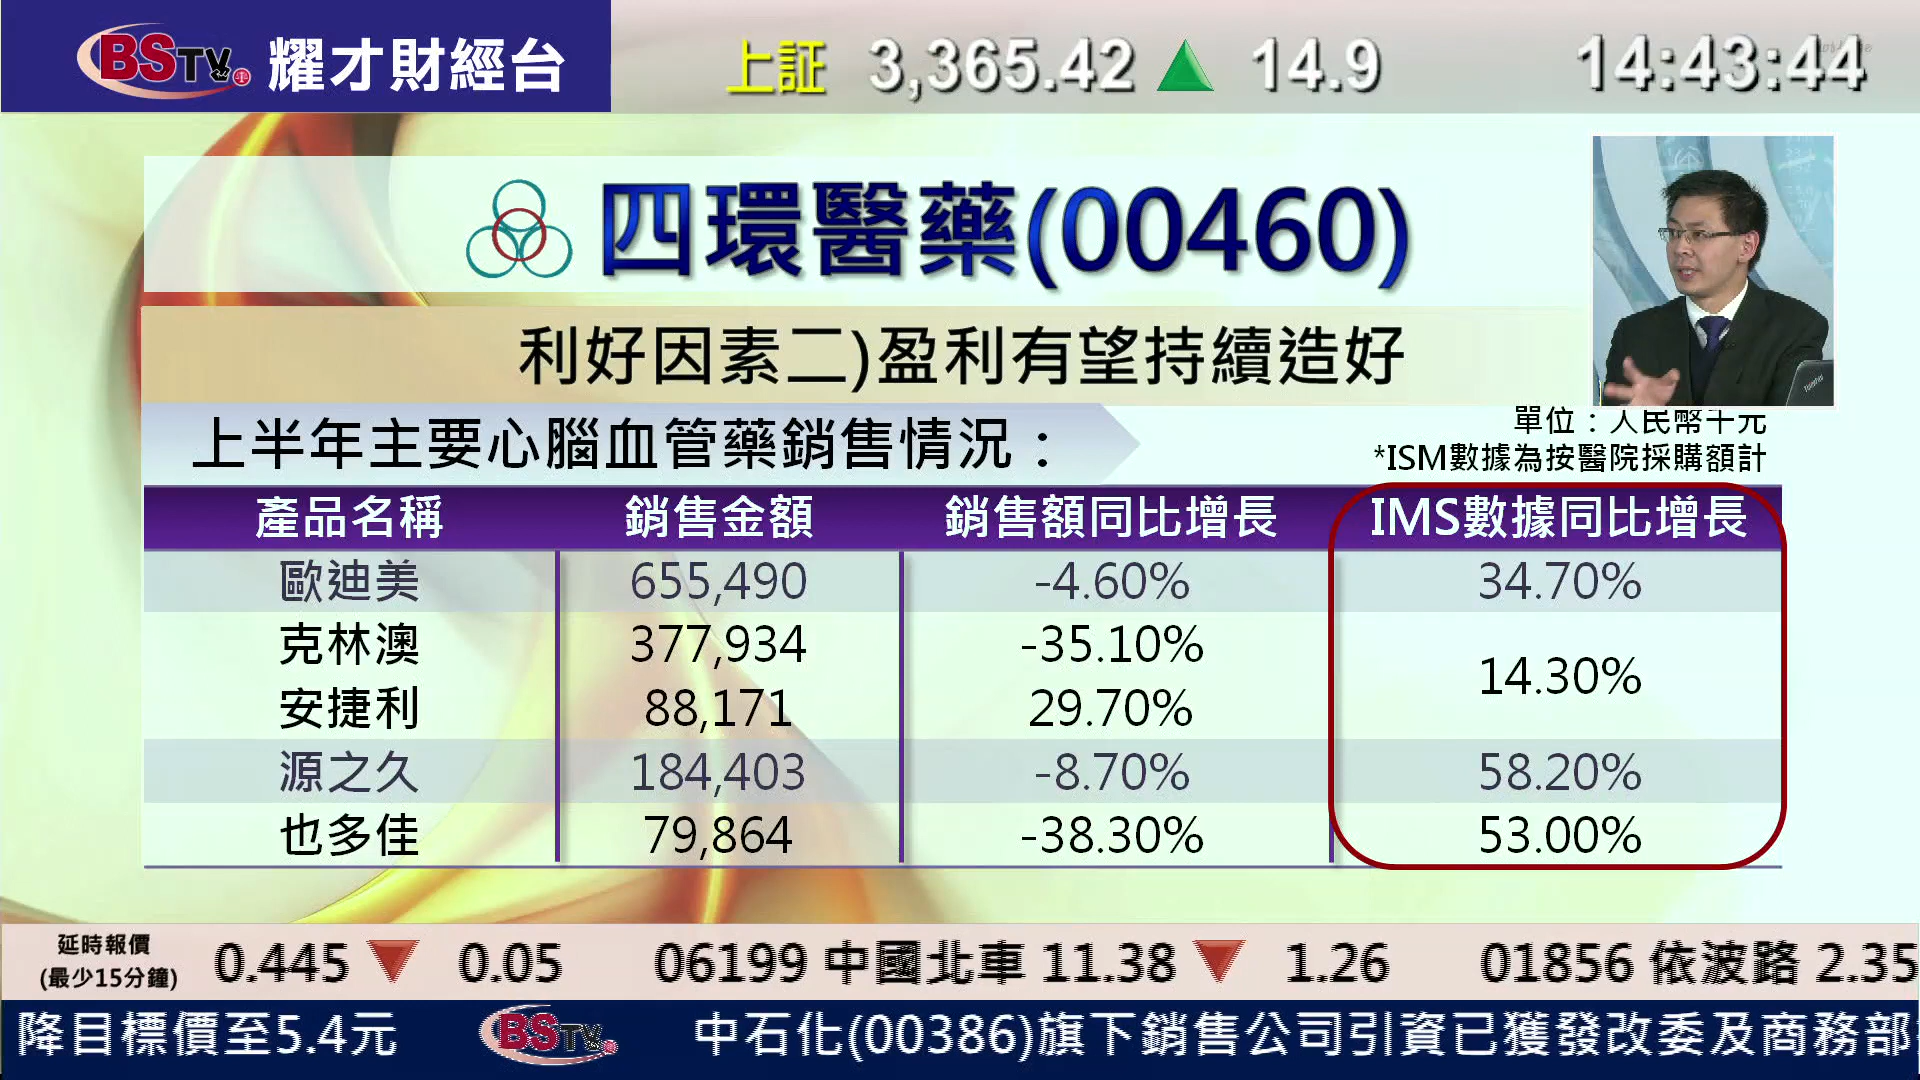 BSTV 耀才財經台
上証 3,365.42 ▲ 14.9 14:43:44
四環醫藥(00460)
利好因素二)盈利有望持續造好
上半年主要心腦血管藥銷售情況：
單位：人民幣千元
*ISM數據為按醫院採購額計
產品名稱 銷售金額 銷售額同比增長 IMS數據同比增長
歐迪美 655,490 -4.60% 34.70%
克林澳 377,934 -35.10%
14.30%
安捷利 88,171 29.70%
源之久 184,403 -8.70% 58.20%
也多佳 79,864 -38.30% 53.00%
延時報價
(最少15分鐘)
0.445 ▼ 0.05 06199 中國北車 11.38 ▼ 1.26 01856 依波路 2.35
降目標價至5.4元 BSTV 中石化(00386)旗下銷售公司引資已獲發改委及商務部